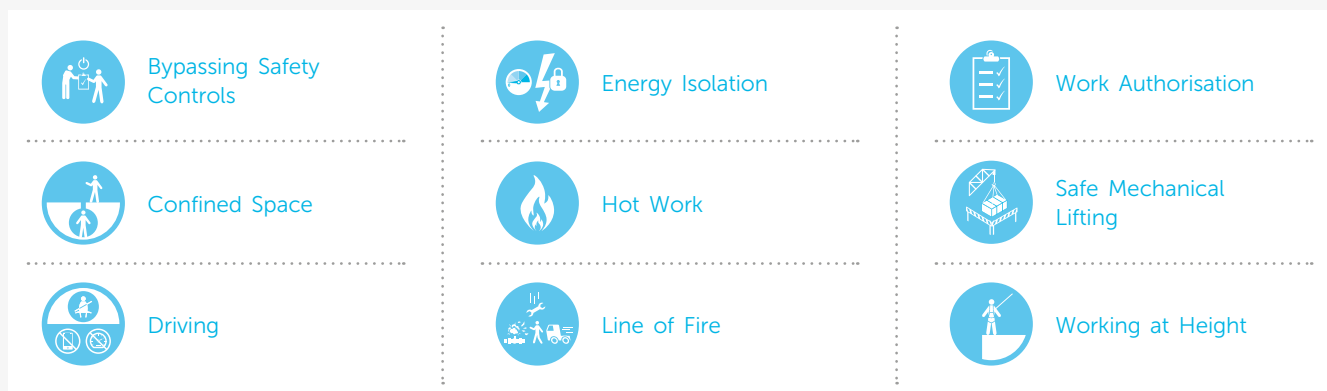 Bypassing Safety
Controls
Energy Isolation
Work Authorisation
Confined Space
Hot Work
Safe Mechanical
Lifting
Driving
Line of Fire
Working at Height